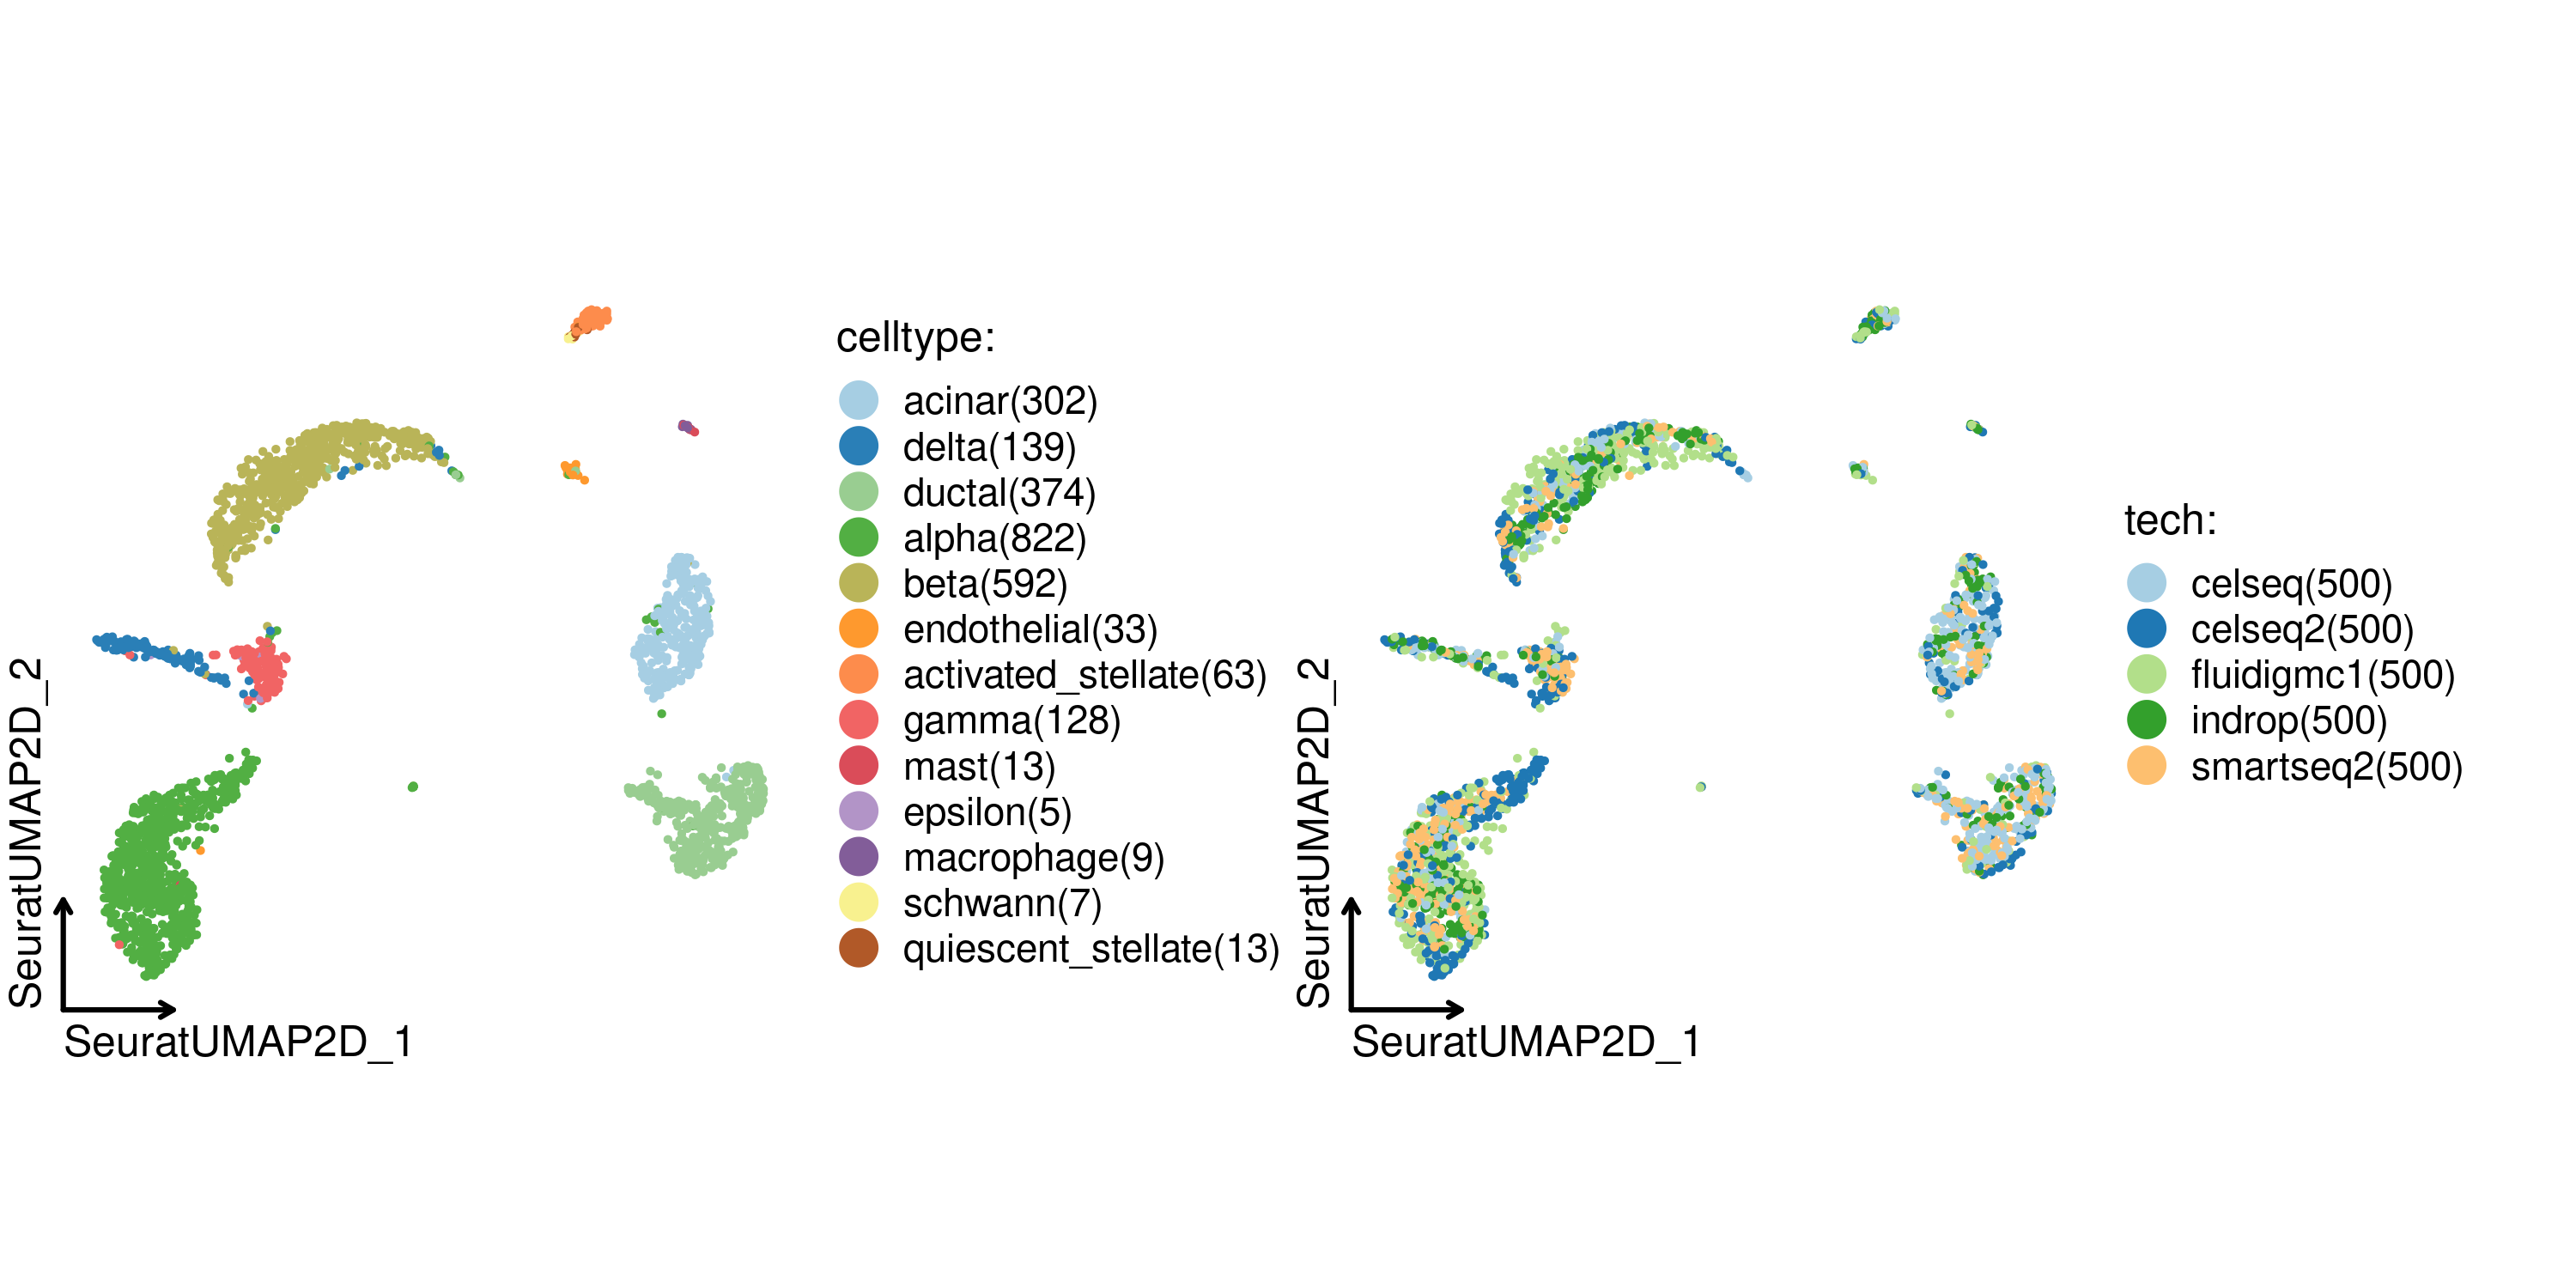 celltype:
acinar(302)
delta(139)
ductal(374)
alpha(822)
beta(592)
endothelial(33)
activated_stellate(63)
gamma(128)
mast(13)
epsilon(5)
macrophage(9)
schwann(7)
quiescent_stellate(13)
SeuratUMAP2D_2
SeuratUMAP2D_1
tech:
celseq(500)
celseq2(500)
fluidigmc1(500)
indrop(500)
smartseq2(500)
SeuratUMAP2D_2
SeuratUMAP2D_1